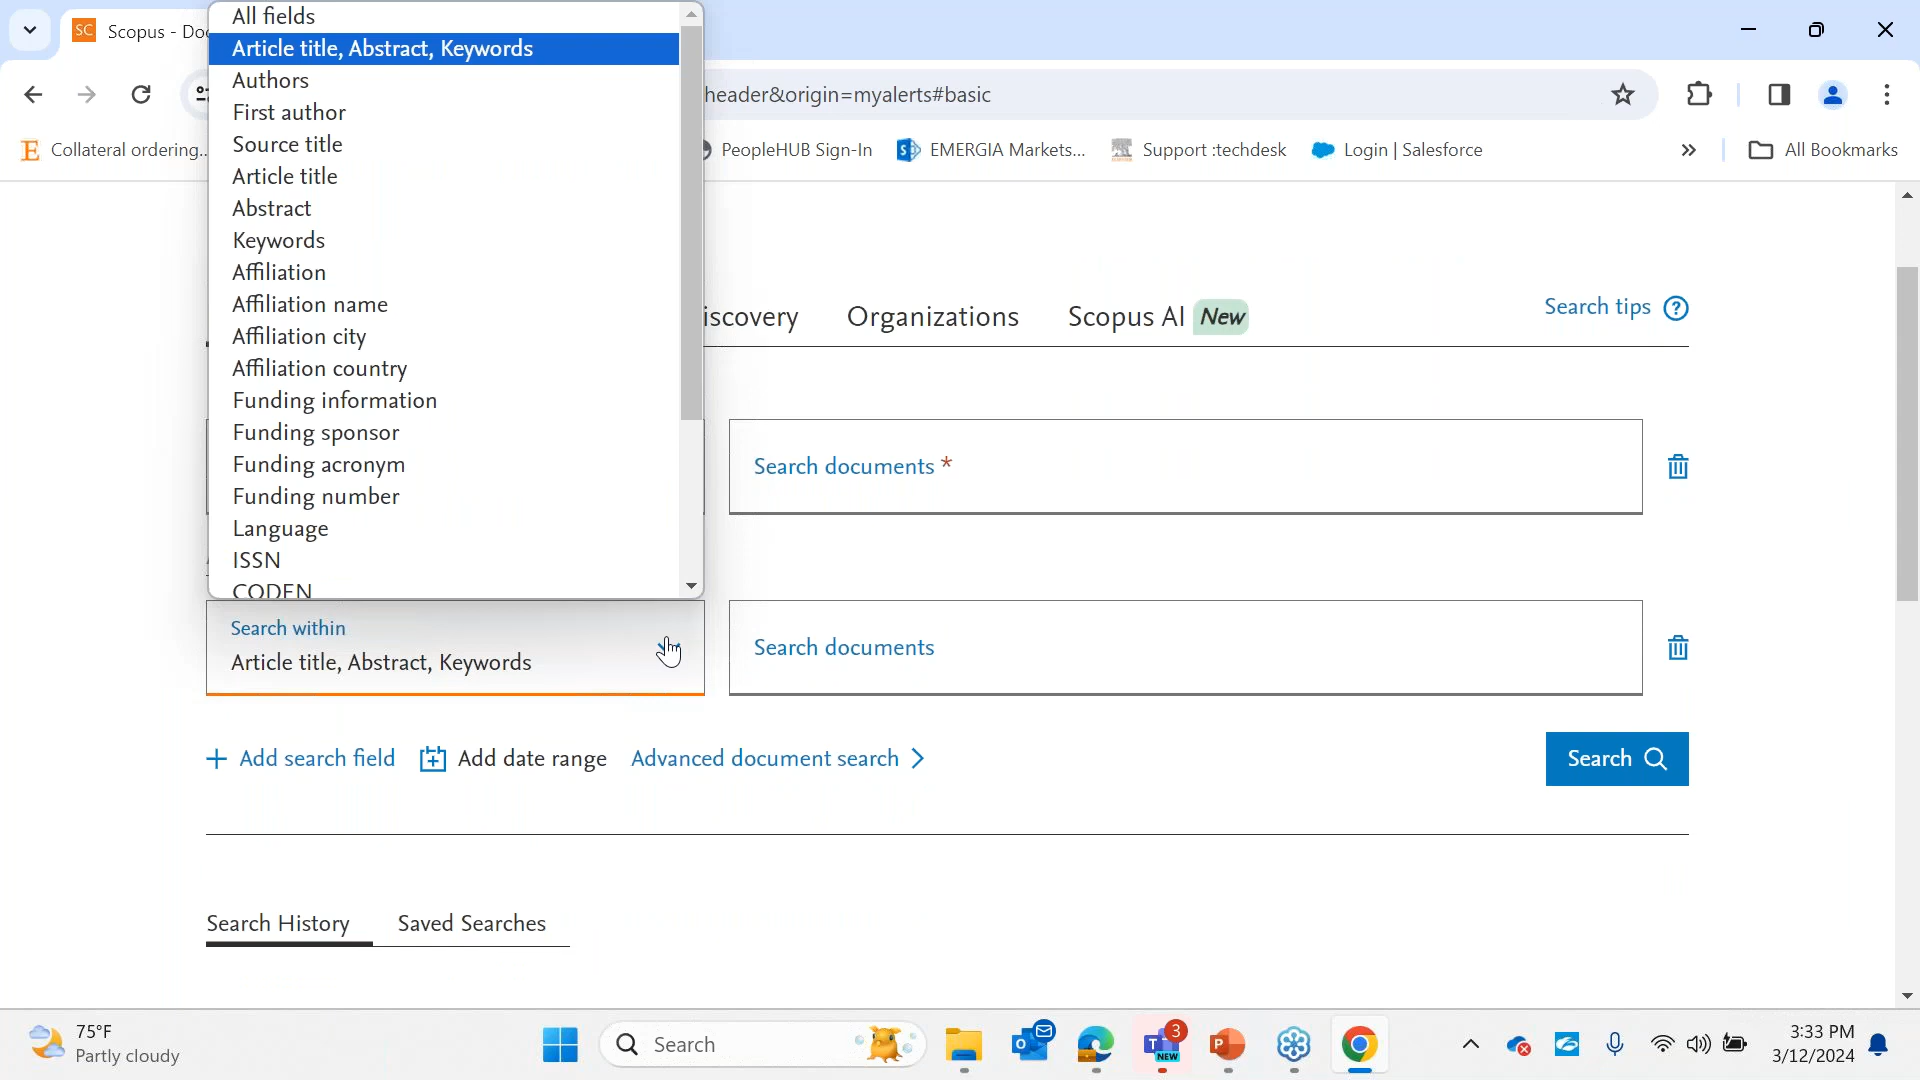 SC Scopus - Doc
header&origin=myalerts#basic
E Collateral ordering...
PeopleHUB Sign-In
EMERGIA Markets...
Support :techdesk
Login | Salesforce
» All Bookmarks
All fields
Article title, Abstract, Keywords
Authors
First author
Source title
Article title
Abstract
Keywords
Affiliation
Affiliation name
Affiliation city
Affiliation country
Funding information
Funding sponsor
Funding acronym
Funding number
Language
ISSN
CODEN
iscovery Organizations Scopus AI New
Search tips ?
Search documents *
Search within
Article title, Abstract, Keywords
Search documents
+ Add search field Add date range Advanced document search >
Search
Search History Saved Searches
75°F
Partly cloudy
Search
3
NEW
3:33 PM
3/12/2024